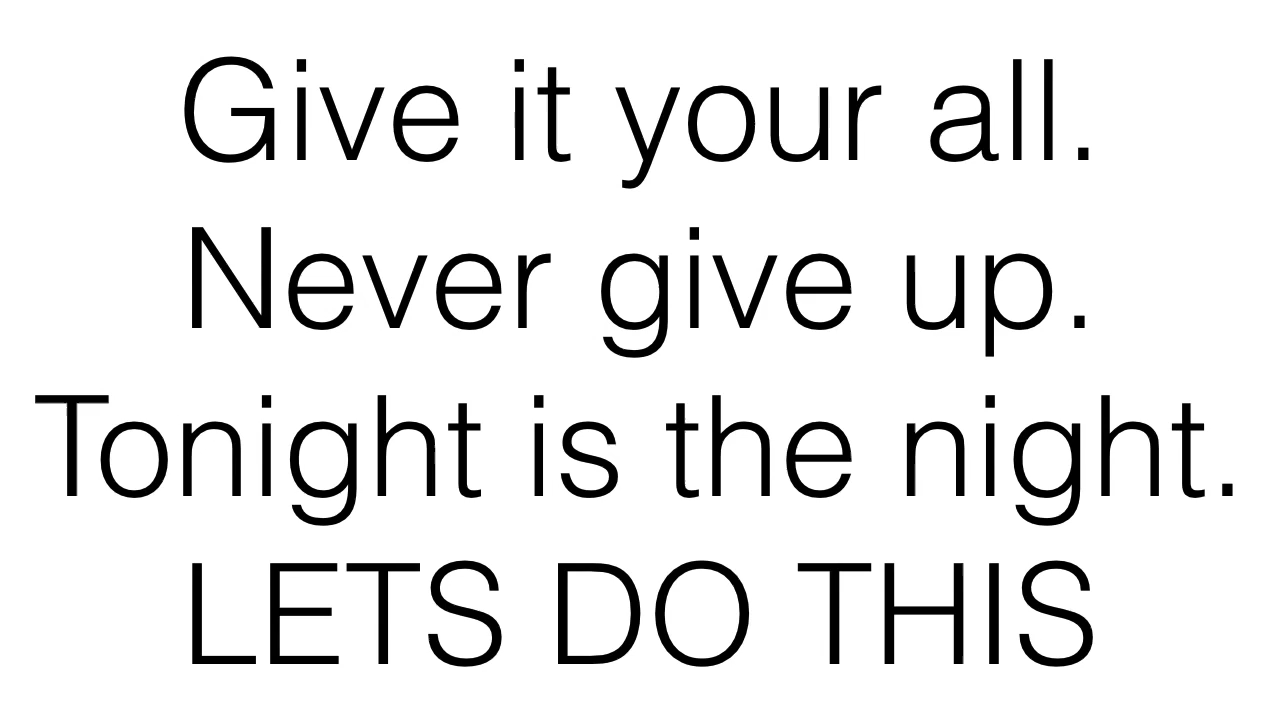 Give it your all.
Never give up.
Tonight is the night.
LETS DO THIS